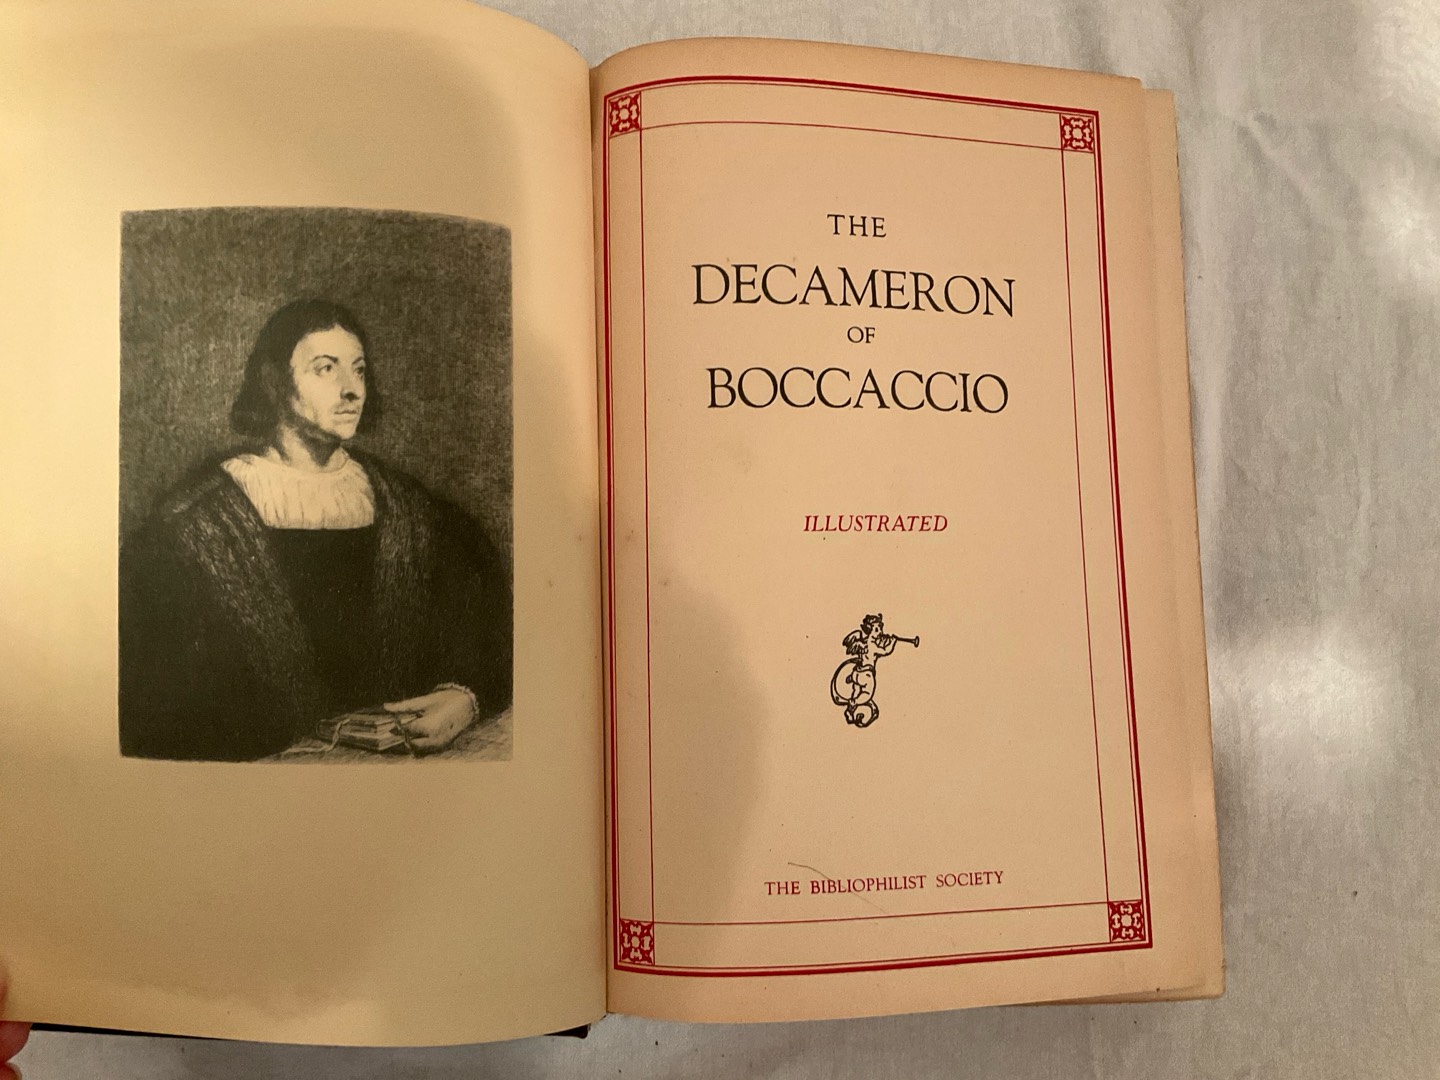 THE
DECAMERON
OF
BOCCACCIO
ILLUSTRATED
THE BIBLIOPHILIST SOCIETY